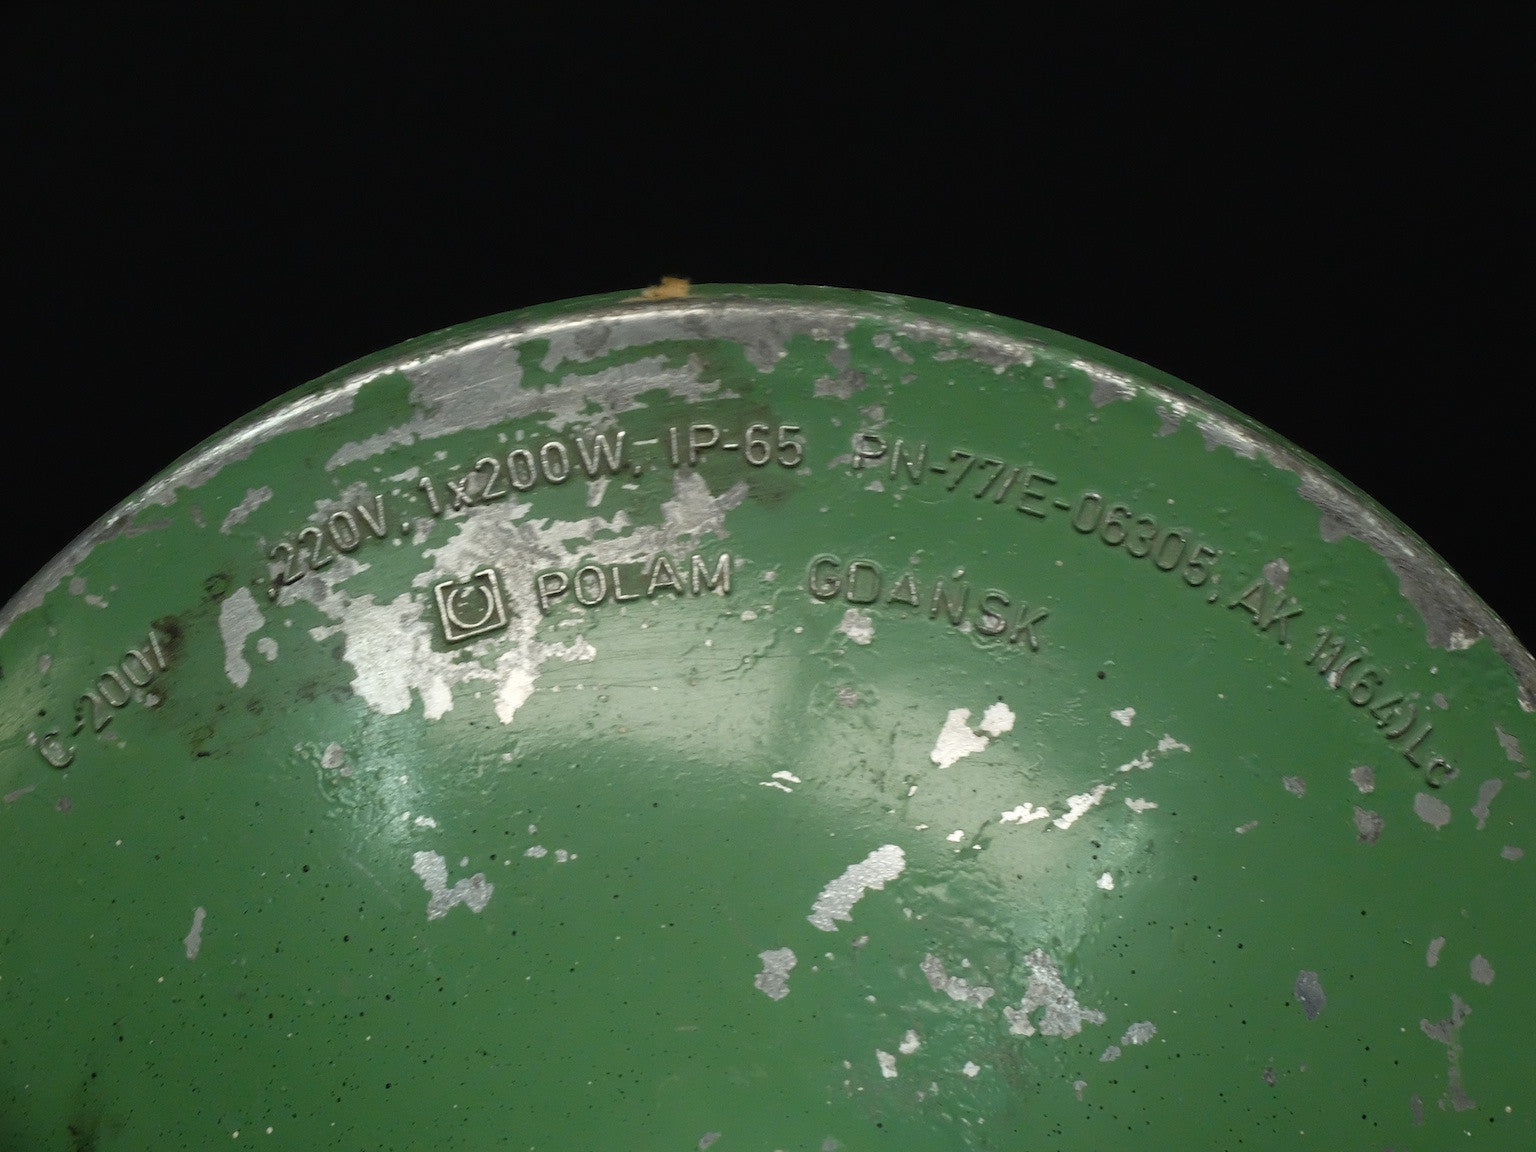 220V, 1x200W, IP-65 PN-77/E-06305, AK 11(64)Lc
POLAM GDAŃSK